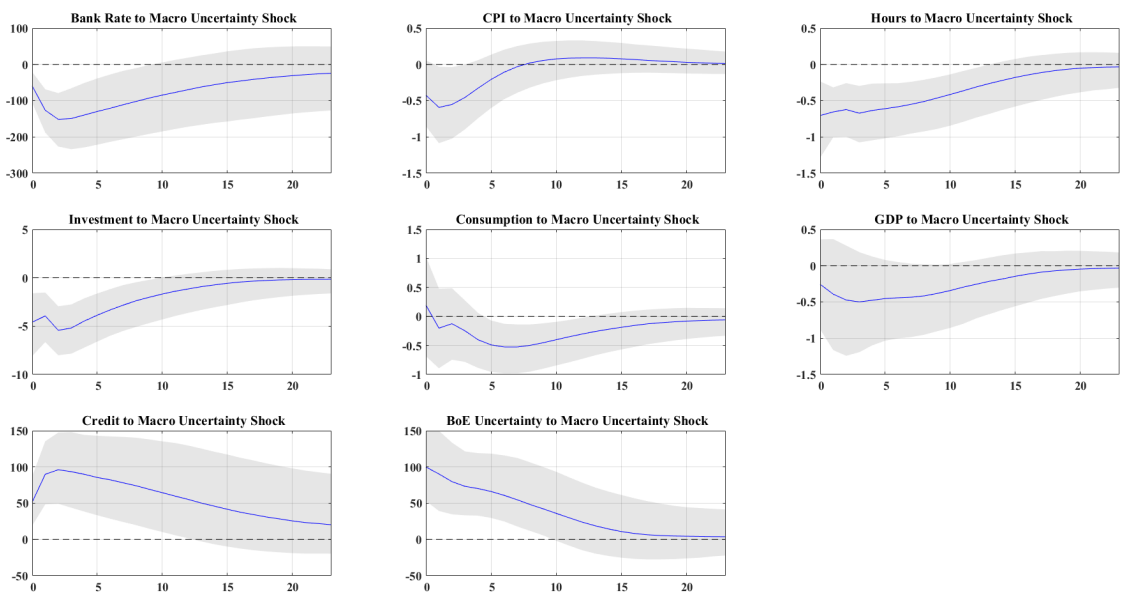 Bank Rate to Macro Uncertainty Shock
100
0
-100
-200
-300
0 5 10 15 20
CPI to Macro Uncertainty Shock
0.5
0
-0.5
-1
-1.5
0 5 10 15 20
Hours to Macro Uncertainty Shock
0.5
0
-0.5
-1
-1.5
0 5 10 15 20
Investment to Macro Uncertainty Shock
5
0
-5
-10
0 5 10 15 20
Consumption to Macro Uncertainty Shock
1.5
1
0.5
0
-0.5
-1
0 5 10 15 20
GDP to Macro Uncertainty Shock
0.5
0
-0.5
-1
-1.5
0 5 10 15 20
Credit to Macro Uncertainty Shock
150
100
50
0
-50
0 5 10 15 20
BoE Uncertainty to Macro Uncertainty Shock
150
100
50
0
-50
0 5 10 15 20